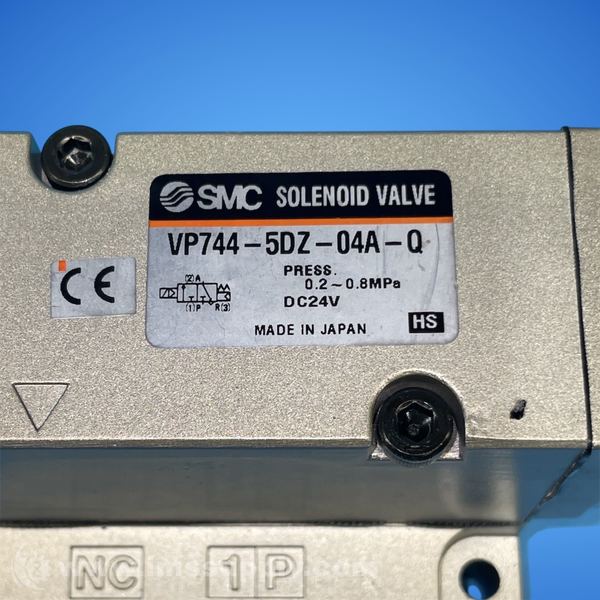 SMC SOLENOID VALVE
VP744-5DZ-04A-Q
PRESS.
0.2~0.8MPa
DC24V
(2)A
(1)P R(3)
MADE IN JAPAN
HS
CE
NC 1P